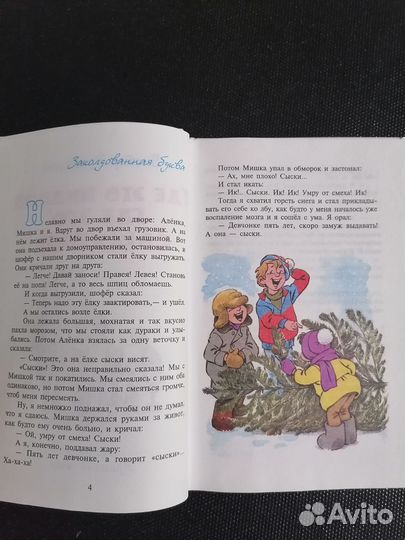 Заколдованная буква
Недавно мы гуляли во дворе: Алёнка,
Мишка и я. Вдруг во двор въехал грузовик. А на
нём лежит ёлка. Мы побежали за машиной. Вот
она подъехала к домоуправлению, остановилась, и
шофёр с нашим дворником стали ёлку выгружать.
Они кричали друг на друга:
— Легче! Давай заноси! Правея! Левея! Становь
её на попа! Легче, а то весь шпиц обломаешь.
И когда выгрузили, шофёр сказал:
— Теперь надо эту ёлку заактировать, — и ушёл.
А мы остались возле ёлки.
Она лежала большая, мохнатая и так вкусно
пахла морозом, что мы стояли как дураки и улы-
бались. Потом Алёнка взялась за одну веточку и
сказала:
— Смотрите, а на ёлке сыски висят.
«Сыски»! Это она неправильно сказала! Мы с
Мишкой так и покатились. Мы смеялись с ним оба
одинаково, но потом Мишка стал смеяться громче,
чтоб меня пересмеять.
Ну, я немножко поднажал, чтобы он не думал,
что я сдаюсь. Мишка держался руками за живот,
как будто ему очень больно, и кричал:
— Ой, умру от смеха! Сыски!
А я, конечно, поддавал жару:
— Пять лет девчонке, а говорит «сыски»...
Ха-ха-ха!
4
Потом Мишка упал в обморок и застонал:
— Ах, мне плохо! Сыски...
И стал икать:
— Ик!.. Сыски. Ик! Ик! Умру от смеха! Ик!
Тогда я схватил горсть снега и стал приклады-
вать его себе ко лбу, как будто у меня началось уже
воспаление мозга и я сошёл с ума. Я орал:
— Девчонке пять лет, скоро замуж выдавать!
А она — сыски.
Avito